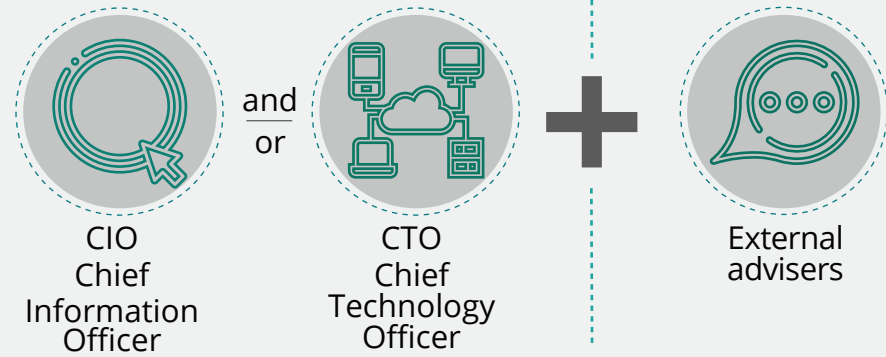 and
or
CIO
Chief
Information
Officer
CTO
Chief
Technology
Officer
External
advisers